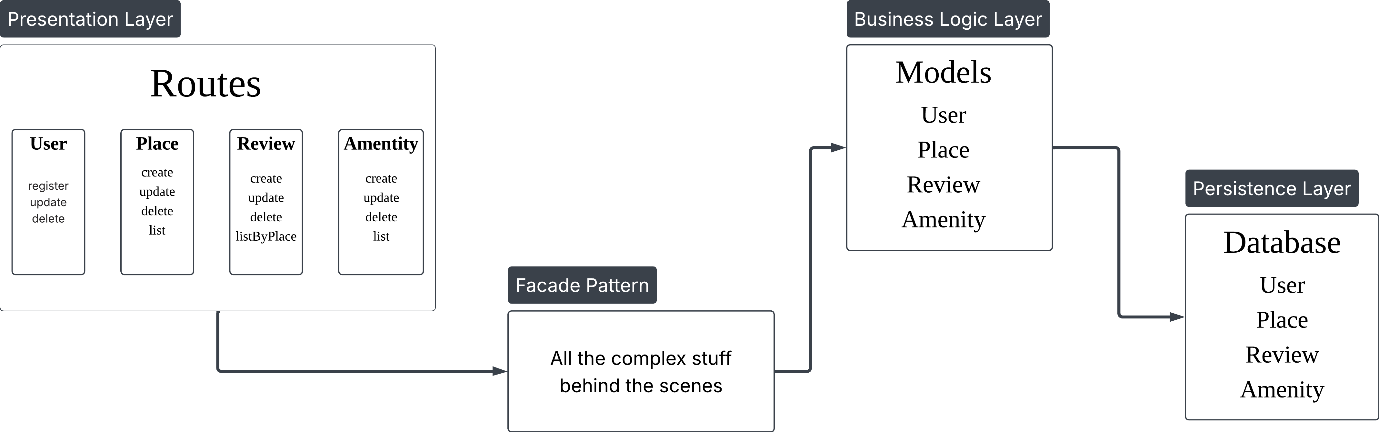 Presentation Layer
Routes
User
register
update
delete
Place
create
update
delete
list
Review
create
update
delete
listByPlace
Amentity
create
update
delete
list
Facade Pattern
All the complex stuff
behind the scenes
Business Logic Layer
Models
User
Place
Review
Amenity
Persistence Layer
Database
User
Place
Review
Amenity